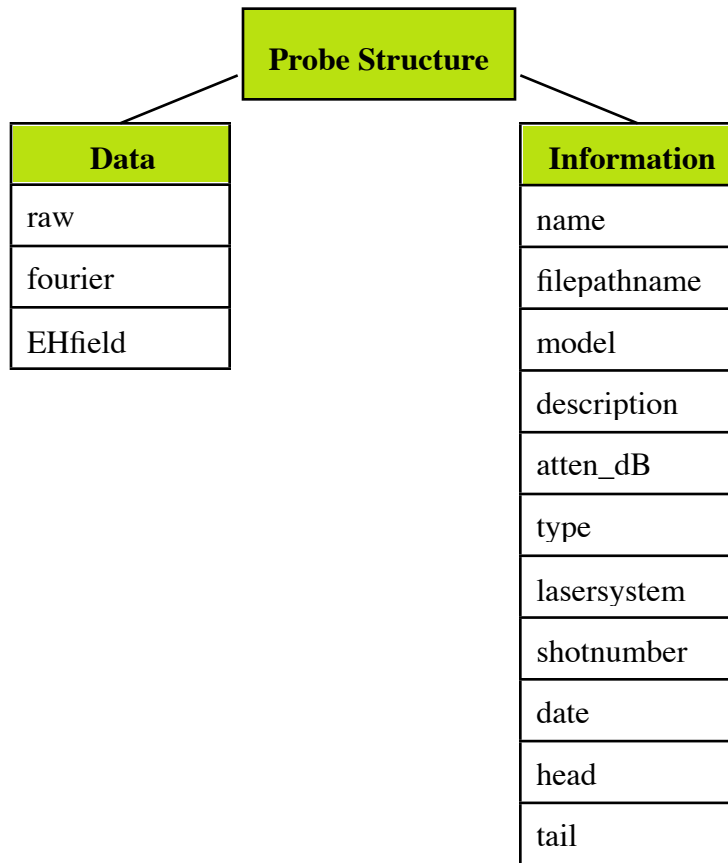 Probe Structure
Data
raw
fourier
EHfield
Information
name
filepathname
model
description
atten_dB
type
lasersystem
shotnumber
date
head
tail